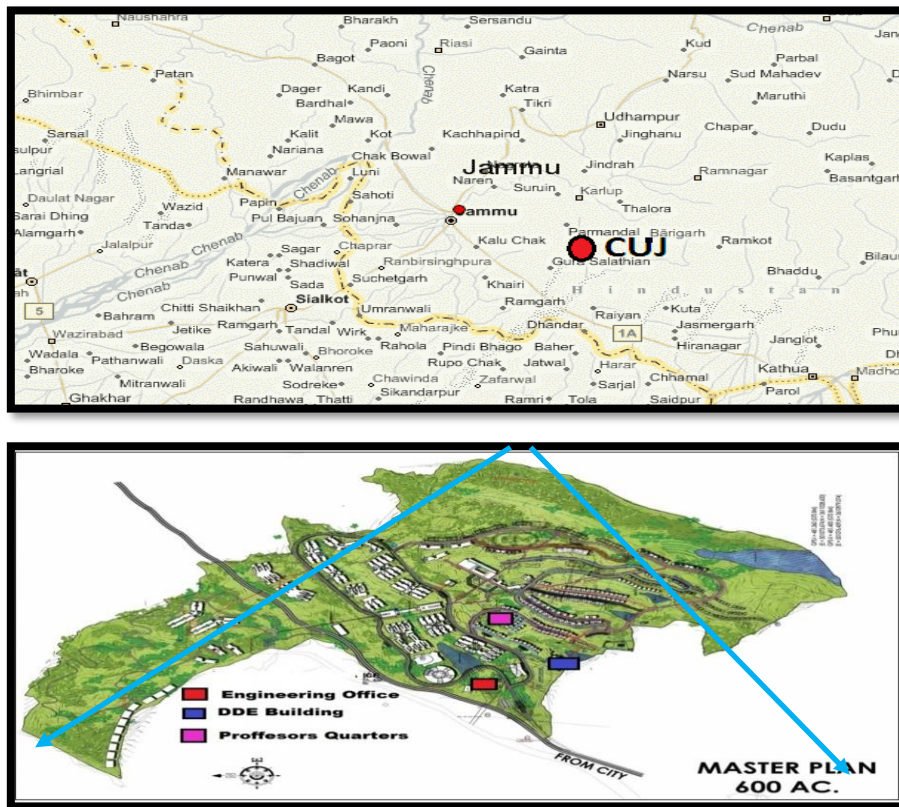 Naushahra Bharakh Sersandu Chenab
Paoni Riasi Gainta Kud Parbal
Bagot
Patan Narsu Sud Mahadev
Bhimbar Dager Kandi Chenab Katra Maruthi
Bardhal Tikri
Mawa Udhampur
Sarsal Kalit Kot Kachhapind Jinghanu Chapar Dudu
sulpur Nariana
Langrial Chak Bowal Jammu Jindrah Kaplas
Manawar Chenab Luni Naren Suruin Ramnagar Basantgarh
Daulat Nagar Sahoti Karlup
Sarai Dhing Wazid Papin ammu Thalora
Alamgarh Tanda Pul Bajuan Sohanjna Parmandal Bārigarh
Jalalpur Sagar Chaprar Kalu Chak CUJ Ramkot
Chenab Katera Shadiwal Ranbirsinghpura Gura Salathian Bilau
Chenab Punwal Suchetgarh Bhaddu
Chenab Sada Khairi Hindustan
Chitti Shaikhan Sialkot Umranwali Ramgarh Kuta
5 Bahram Raiyan
Wazirabad Jetike Ramgarh Tandal Wirk Maharajke Dhandar 1A Jasmergarh
Wadala Begowala Sahuwali Rahola Pindi Bhago Baher Hiranagar Janglot
Pathanwali Daska Bhoroke
Bharoke Akiwali Walanren Rupo Chak Jatwal Harar Kathua
Mitranwali Sodreke Chawinda Zafarwal Sarjal Chhammal Madho
Ghakhar Randhawa Thatti Sikandarpur Ramri Tola Saidpur Parol
Engineering Office
DDE Building
Proffesors Quarters
FROM CITY
MASTER PLAN
600 AC.